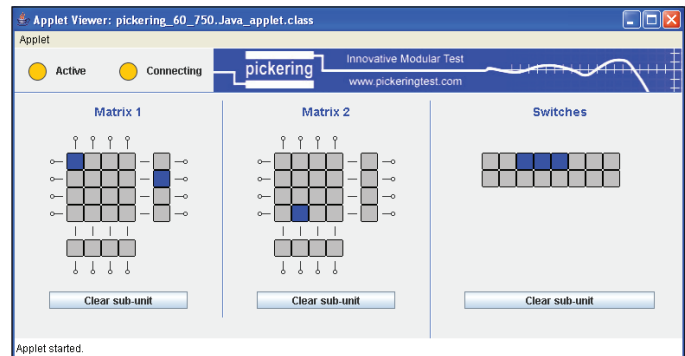 Applet Viewer: pickering_60_750.Java_applet.class
Applet
Active
Connecting
pickering
Innovative Modular Test
www.pickeringtest.com
Matrix 1
Matrix 2
Switches
Clear sub-unit
Clear sub-unit
Clear sub-unit
Applet started.